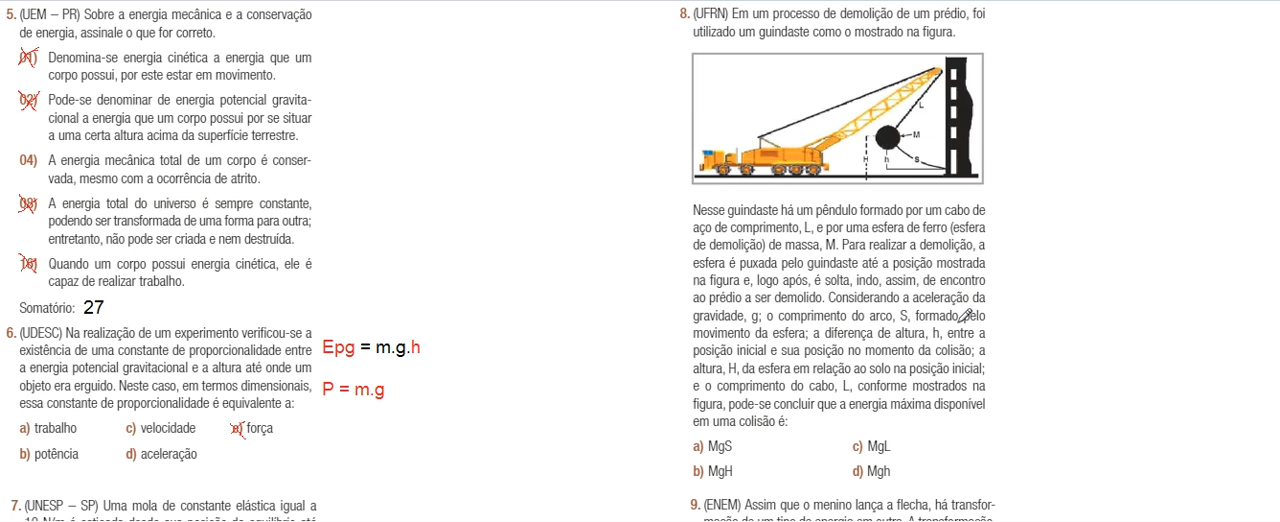 5. (UEM – PR) Sobre a energia mecânica e a conservação
de energia, assinale o que for correto.
01) Denomina-se energia cinética a energia que um
corpo possui, por este estar em movimento.
02) Pode-se denominar de energia potencial gravita-
cional a energia que um corpo possui por se situar
a uma certa altura acima da superfície terrestre.
04) A energia mecânica total de um corpo é conser-
vada, mesmo com a ocorrência de atrito.
08) A energia total do universo é sempre constante,
podendo ser transformada de uma forma para outra;
entretanto, não pode ser criada e nem destruída.
16) Quando um corpo possui energia cinética, ele é
capaz de realizar trabalho.
Somatório: 27
6. (UDESC) Na realização de um experimento verificou-se a
existência de uma constante de proporcionalidade entre
a energia potencial gravitacional e a altura até onde um
objeto era erguido. Neste caso, em termos dimensionais,
essa constante de proporcionalidade é equivalente a:
Epg = m.g.h
P = m.g
a) trabalho c) velocidade e) força
b) potência d) aceleração
7. (UNESP – SP) Uma mola de constante elástica igual a
8. (UFRN) Em um processo de demolição de um prédio, foi
utilizado um guindaste como o mostrado na figura.
L
M
H h S
Nesse guindaste há um pêndulo formado por um cabo de
aço de comprimento, L, e por uma esfera de ferro (esfera
de demolição) de massa, M. Para realizar a demolição, a
esfera é puxada pelo guindaste até a posição mostrada
na figura e, logo após, é solta, indo, assim, de encontro
ao prédio a ser demolido. Considerando a aceleração da
gravidade, g; o comprimento do arco, S, formado pelo
movimento da esfera; a diferença de altura, h, entre a
posição inicial e sua posição no momento da colisão; a
altura, H, da esfera em relação ao solo na posição inicial;
e o comprimento do cabo, L, conforme mostrados na
figura, pode-se concluir que a energia máxima disponível
em uma colisão é:
a) MgS c) MgL
b) MgH d) Mgh
9. (ENEM) Assim que o menino lança a flecha, há transfor-